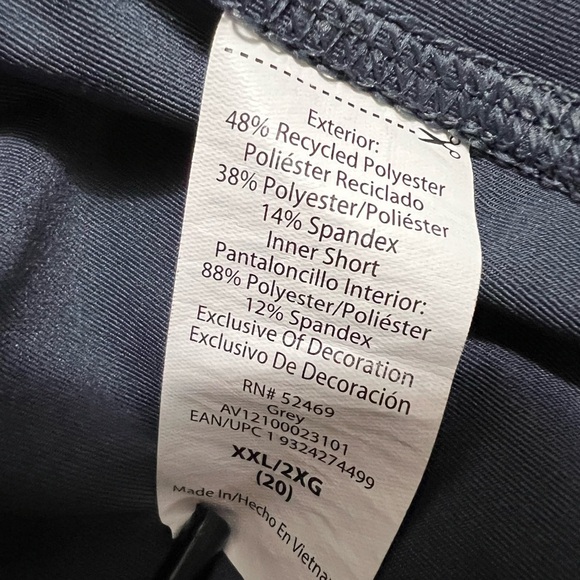 Exterior:
48% Recycled Polyester
Poliéster Reciclado
38% Polyester/Poliéster
14% Spandex
Inner Short
Pantaloncillo Interior:
88% Polyester/Poliéster
12% Spandex
Exclusive Of Decoration
Exclusivo De Decoración
RN# 52469
Grey
AV12100023101
EAN/UPC 1 9324274499
XXL/2XG
(20)
Made In/Hecho En Vietna